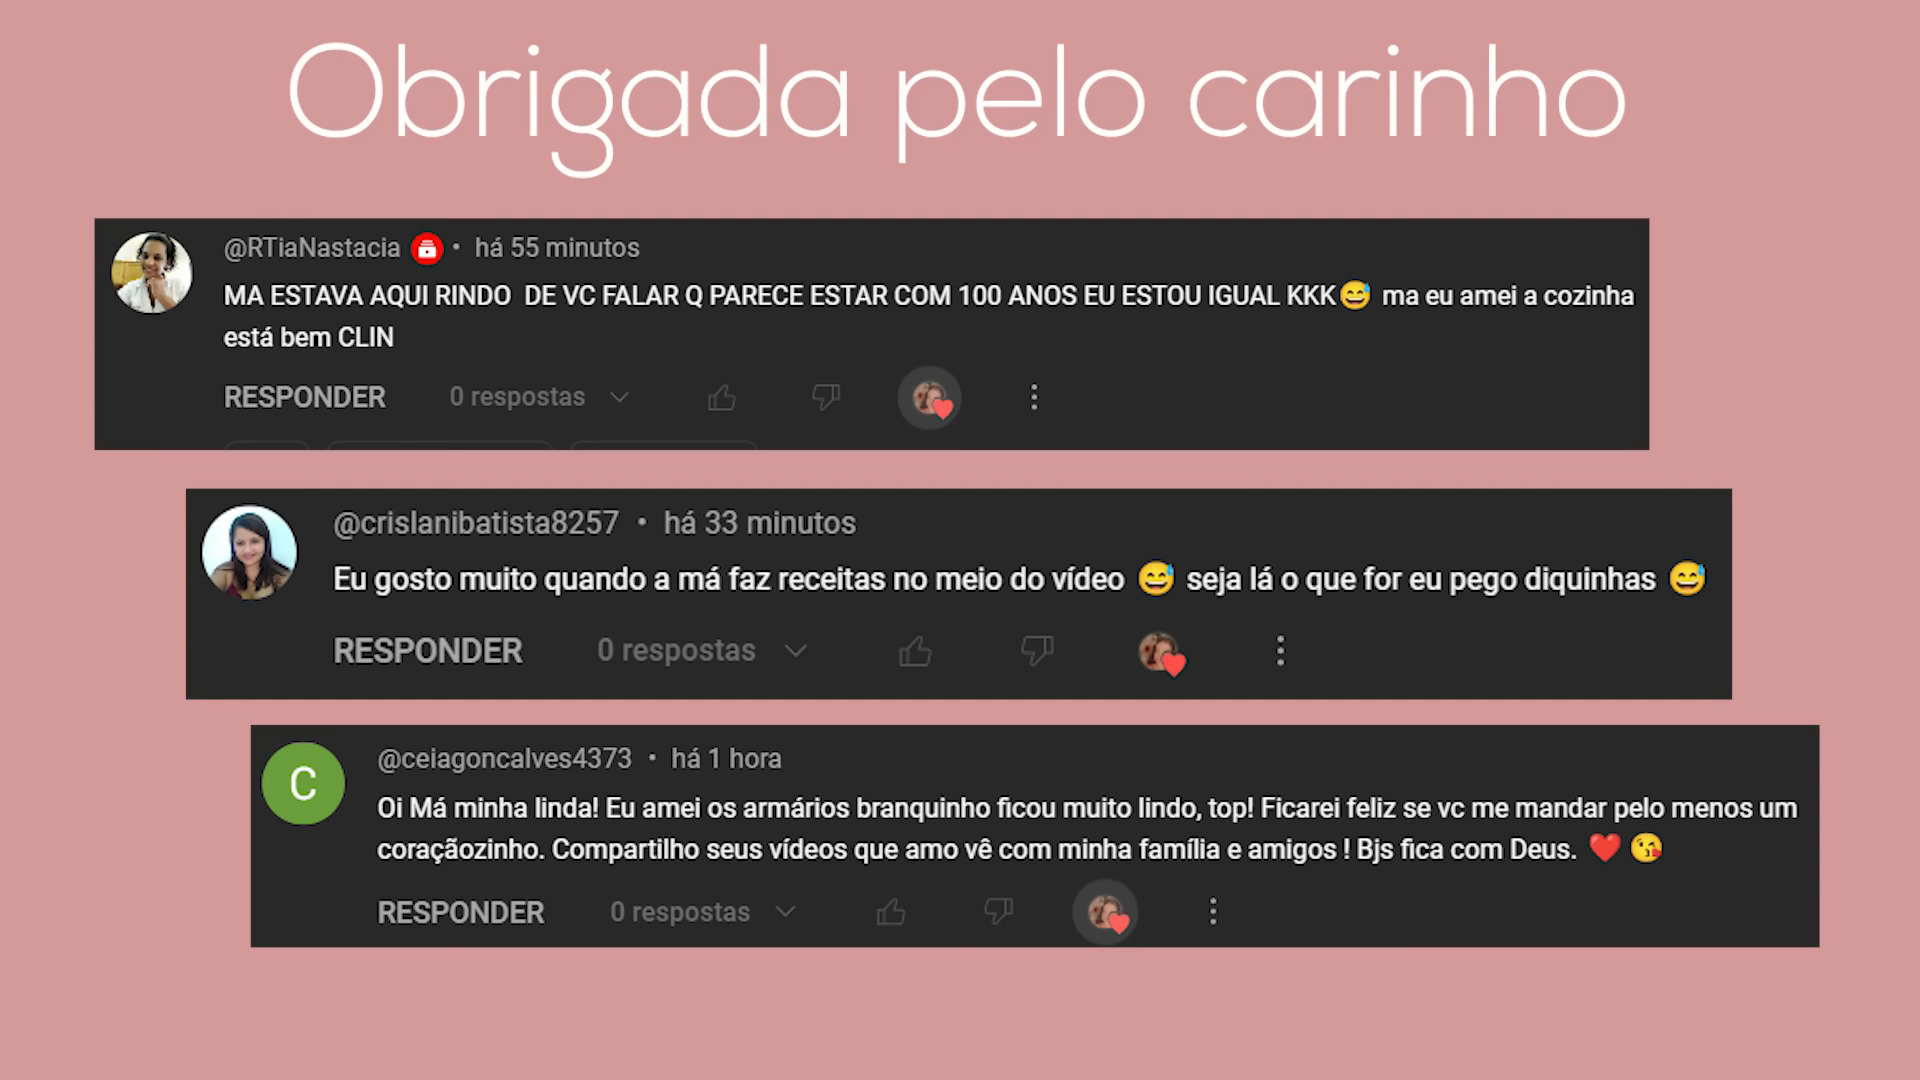 Obrigada pelo carinho
@RTiaNastacia • há 55 minutos
MA ESTAVA AQUI RINDO DE VC FALAR Q PARECE ESTAR COM 100 ANOS EU ESTOU IGUAL KKK😅 ma eu amei a cozinha
está bem CLIN
RESPONDER 0 respostas
@crislanibatista8257 • há 33 minutos
Eu gosto muito quando a má faz receitas no meio do vídeo 😅 seja lá o que for eu pego diquinhas 😅
RESPONDER 0 respostas
C
@ceiagoncalves4373 • há 1 hora
Oi Má minha linda! Eu amei os armários branquinho ficou muito lindo, top! Ficarei feliz se vc me mandar pelo menos um
coraçãozinho. Compartilho seus vídeos que amo vê com minha família e amigos ! Bjs fica com Deus. ❤️ 😘
RESPONDER 0 respostas